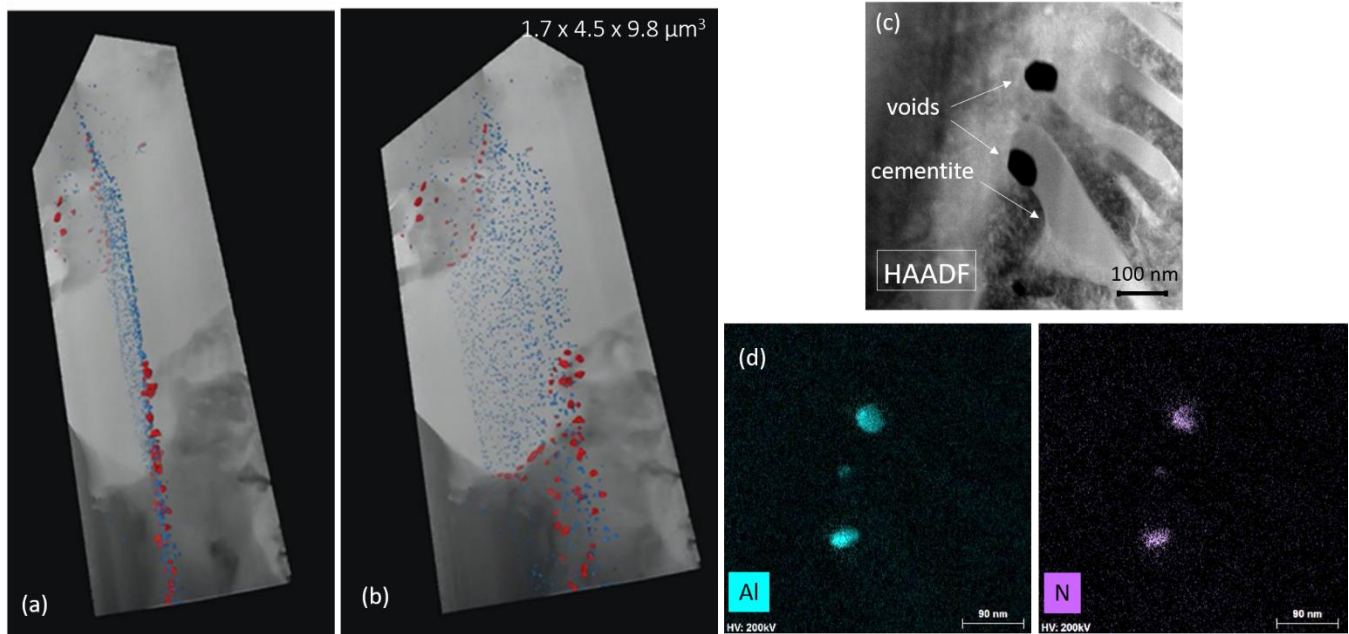 (a)
1.7 x 4.5 x 9.8 μm³
(b)
(c)
voids
cementite
HAADF
100 nm
(d)
Al
HV: 200kV
90 nm
N
HV: 200kV
90 nm